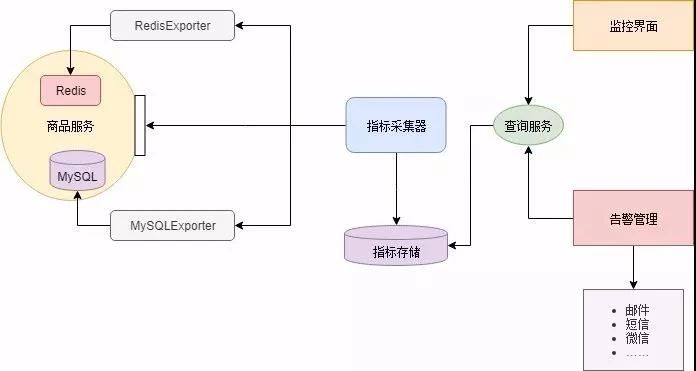 RedisExporter
监控界面
Redis
商品服务
指标采集器
查询服务
MySQL
MySQLExporter
告警管理
指标存储
• 邮件
• 短信
• 微信
• ……